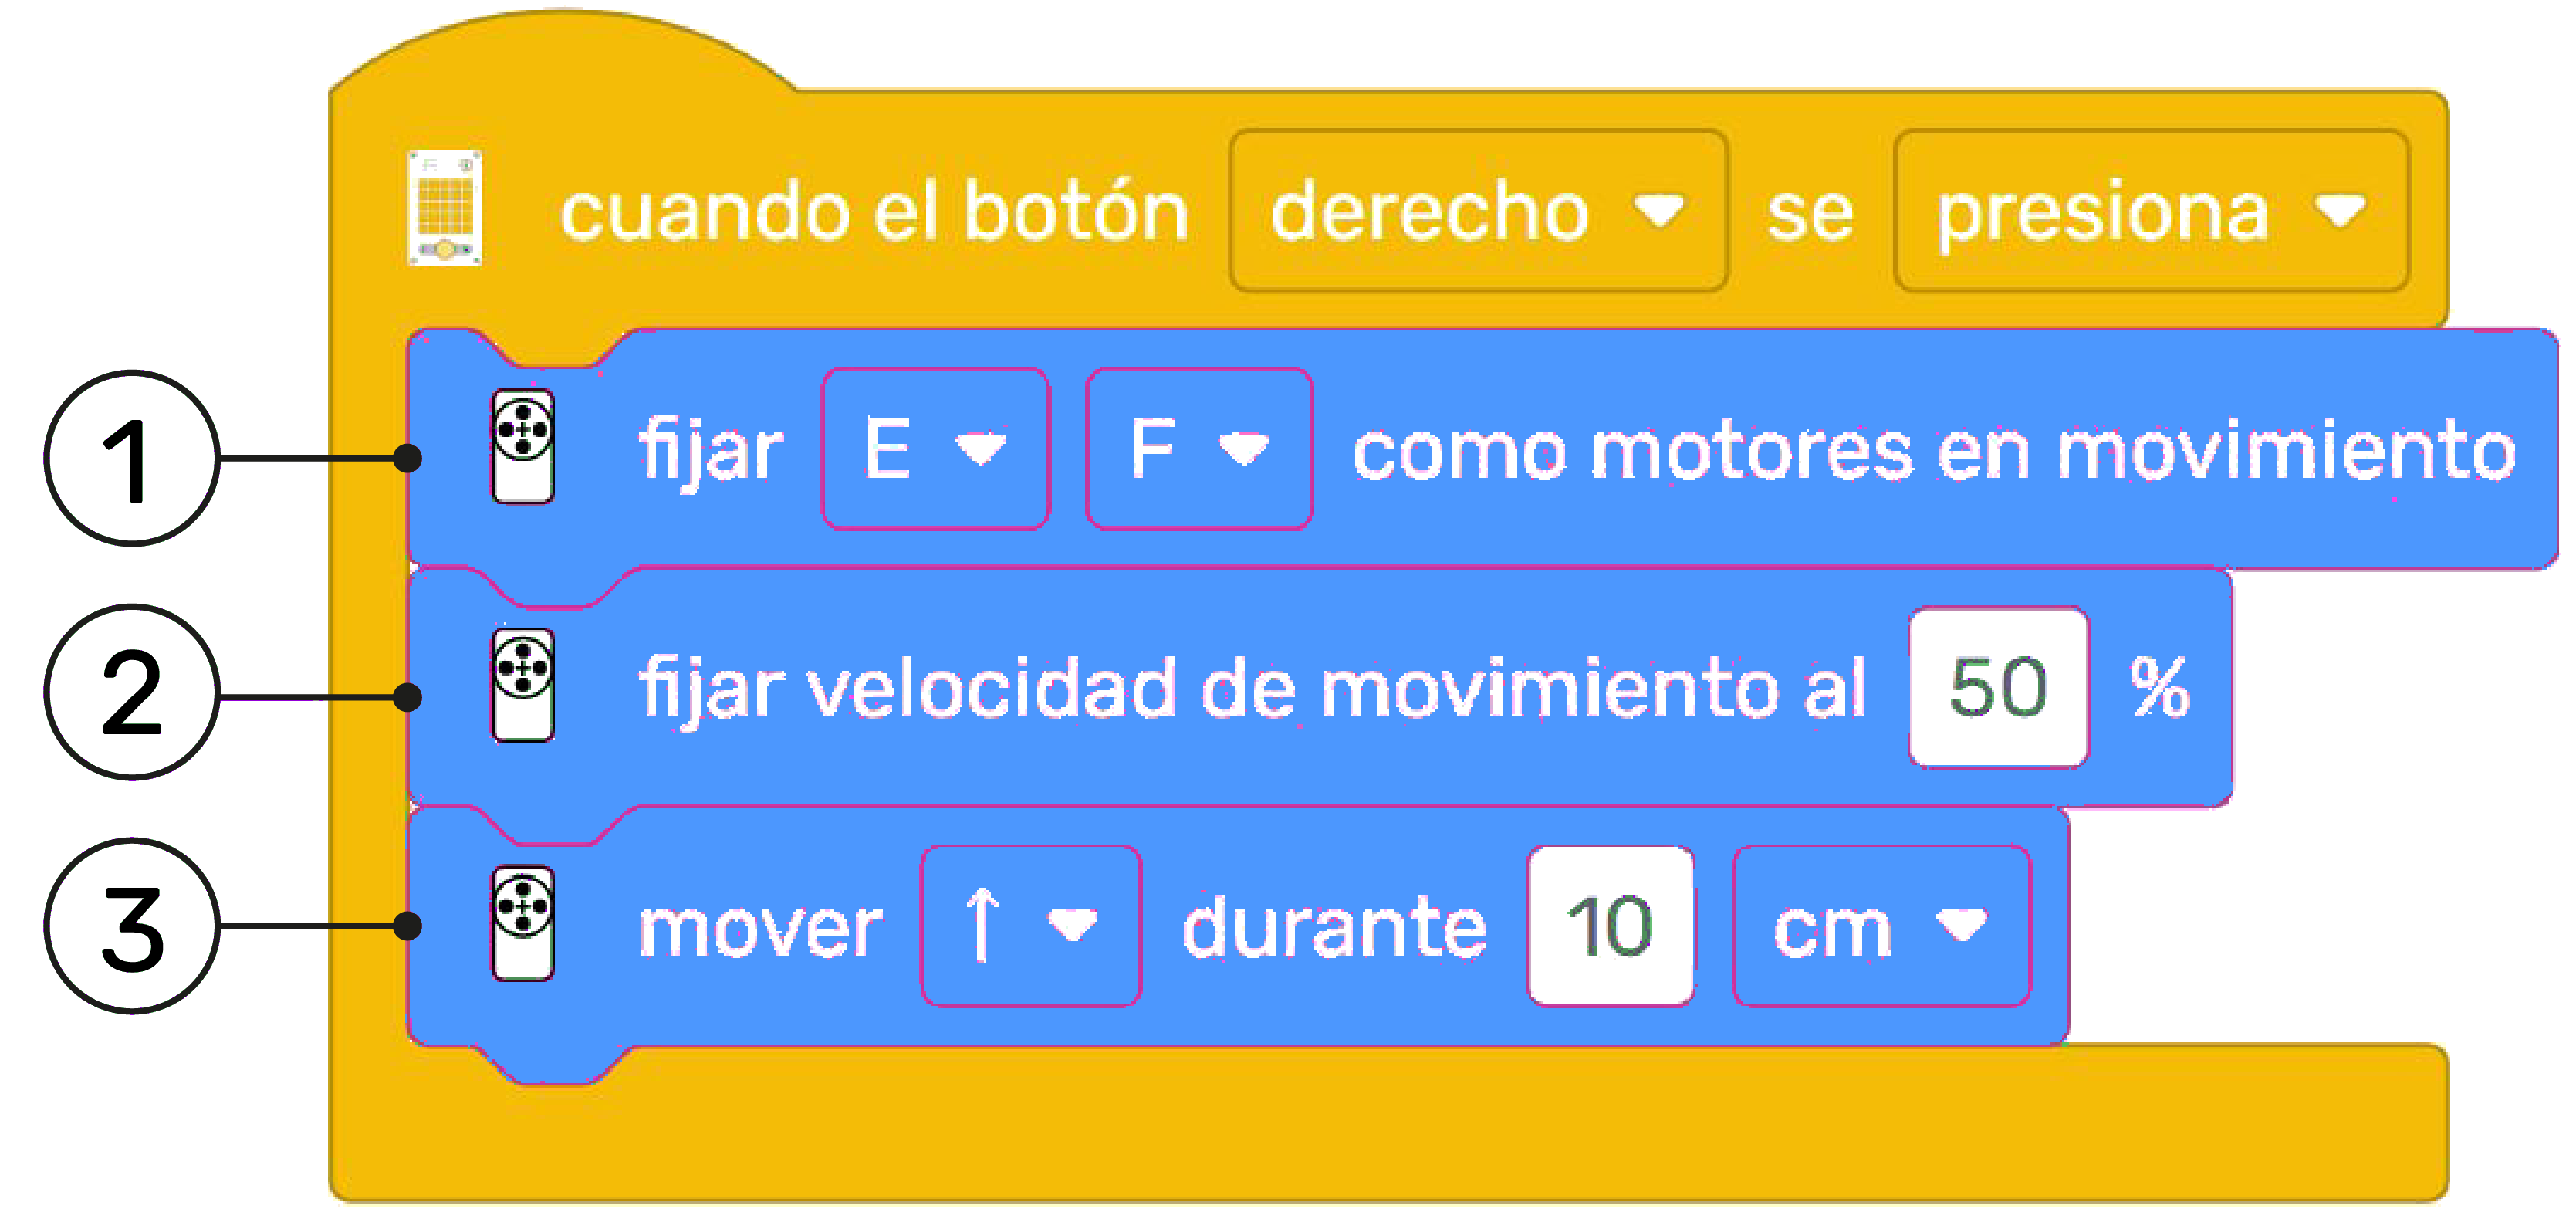 cuando el botón derecho se presiona
1 fijar E F como motores en movimiento
2 fijar velocidad de movimiento al 50 %
3 mover ↑ durante 10 cm